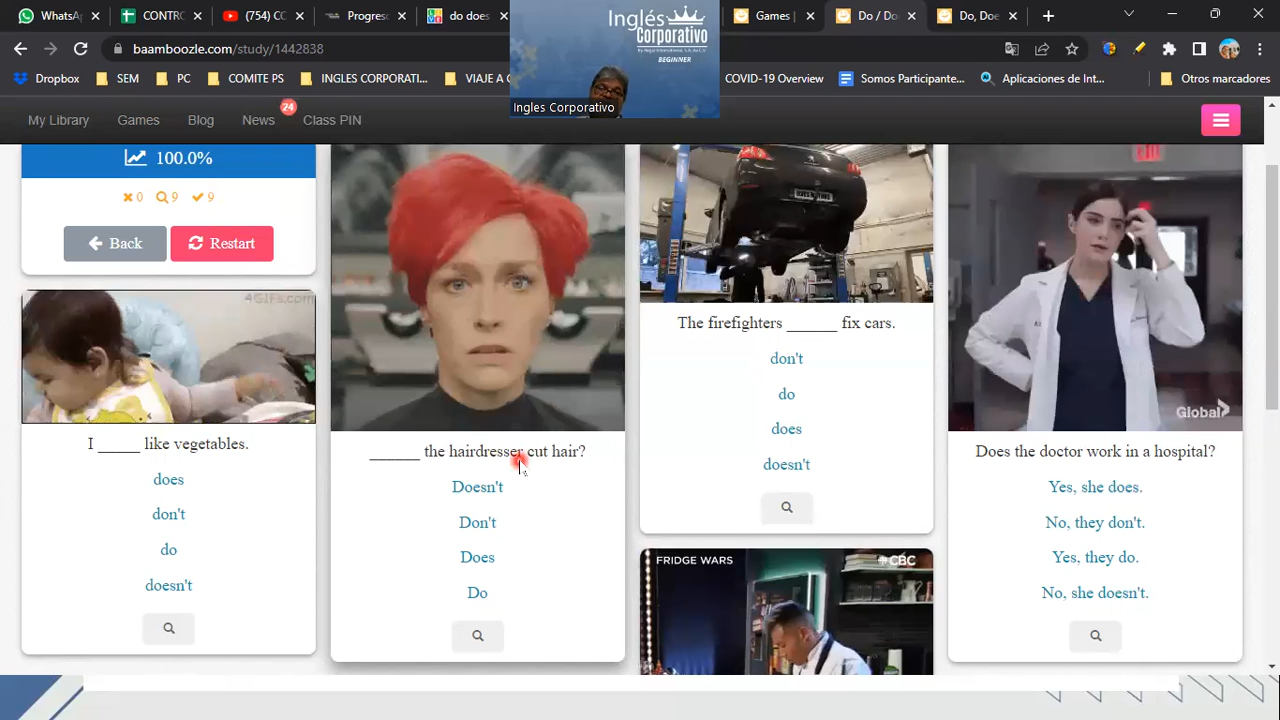 WhatsA
CONTRC
(754) CC
Progres
do does
Games |
Do / Do
Do, Doe
baamboozle.com/study/1442838
Dropbox
SEM
PC
COMITE PS
INGLES CORPORATI...
VIAJE A
COVID-19 Overview
Somos Participante...
Aplicaciones de Int...
Otros marcadores
Inglés
Corporativo
BEGINNER
Ingles Corporativo
My Library
Games
Blog
News
24
Class PIN
100.0%
0
9
9
Back
Restart
4GIFs.com
I _____ like vegetables.
does
don't
do
doesn't
______ the hairdresser cut hair?
Doesn't
Don't
Does
Do
The firefighters ______ fix cars.
don't
do
does
doesn't
FRIDGE WARS
CBC
Global
Does the doctor work in a hospital?
Yes, she does.
No, they don't.
Yes, they do.
No, she doesn't.